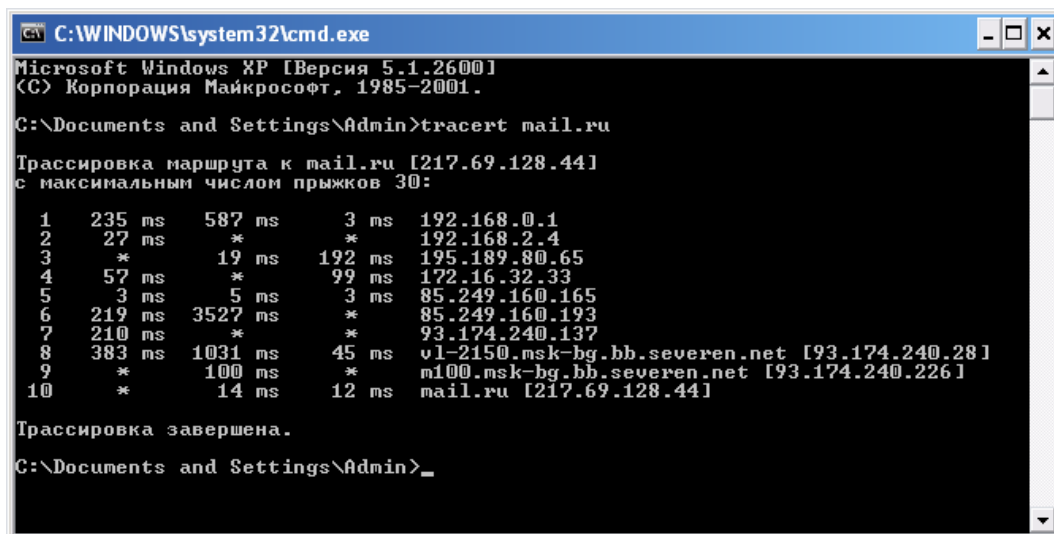 C:\WINDOWS\system32\cmd.exe
Microsoft Windows XP [Версия 5.1.2600]
(C) Корпорация Майкрософт, 1985-2001.
C:\Documents and Settings\Admin>tracert mail.ru
Трассировка маршрута к mail.ru [217.69.128.44]
с максимальным числом прыжков 30:
1 235 ms 587 ms 3 ms 192.168.0.1
2 27 ms * * 192.168.2.4
3 * 19 ms 192 ms 195.189.80.65
4 57 ms * 99 ms 172.16.32.33
5 3 ms 5 ms 3 ms 85.249.160.165
6 219 ms 3527 ms * 85.249.160.193
7 210 ms * * 93.174.240.137
8 383 ms 1031 ms 45 ms vl-2150.msk-bg.bb.severen.net [93.174.240.28]
9 * 100 ms * m100.msk-bg.bb.severen.net [93.174.240.226]
10 * 14 ms 12 ms mail.ru [217.69.128.44]
Трассировка завершена.
C:\Documents and Settings\Admin>_